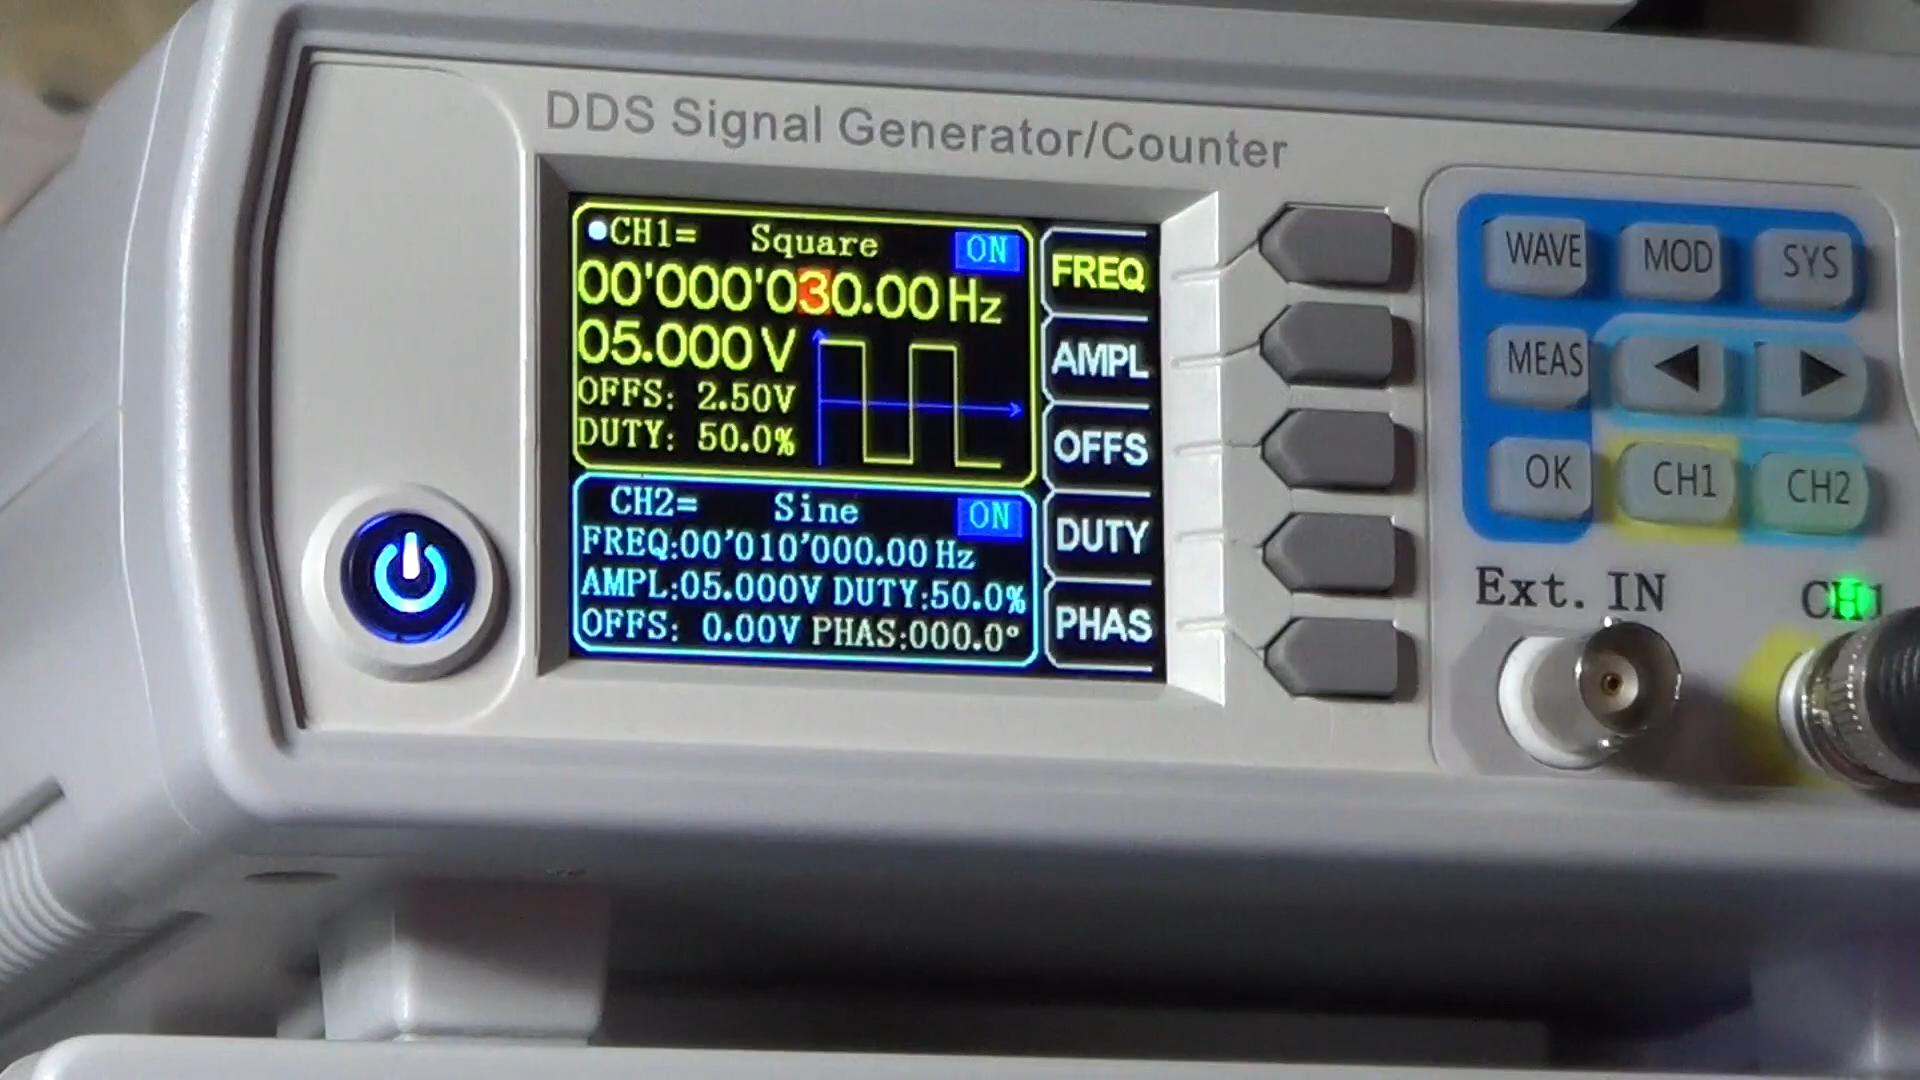 DDS Signal Generator/Counter
CH1= Square ON
00'000'030.00 Hz
05.000 V
OFFS: 2.50V
DUTY: 50.0%
CH2= Sine ON
FREQ:00'010'000.00 Hz
AMPL:05.000V DUTY:50.0%
OFFS: 0.00V PHAS:000.0°
FREQ
AMPL
OFFS
DUTY
PHAS
WAVE MOD SYS
MEAS
OK CH1 CH2
Ext. IN CH1